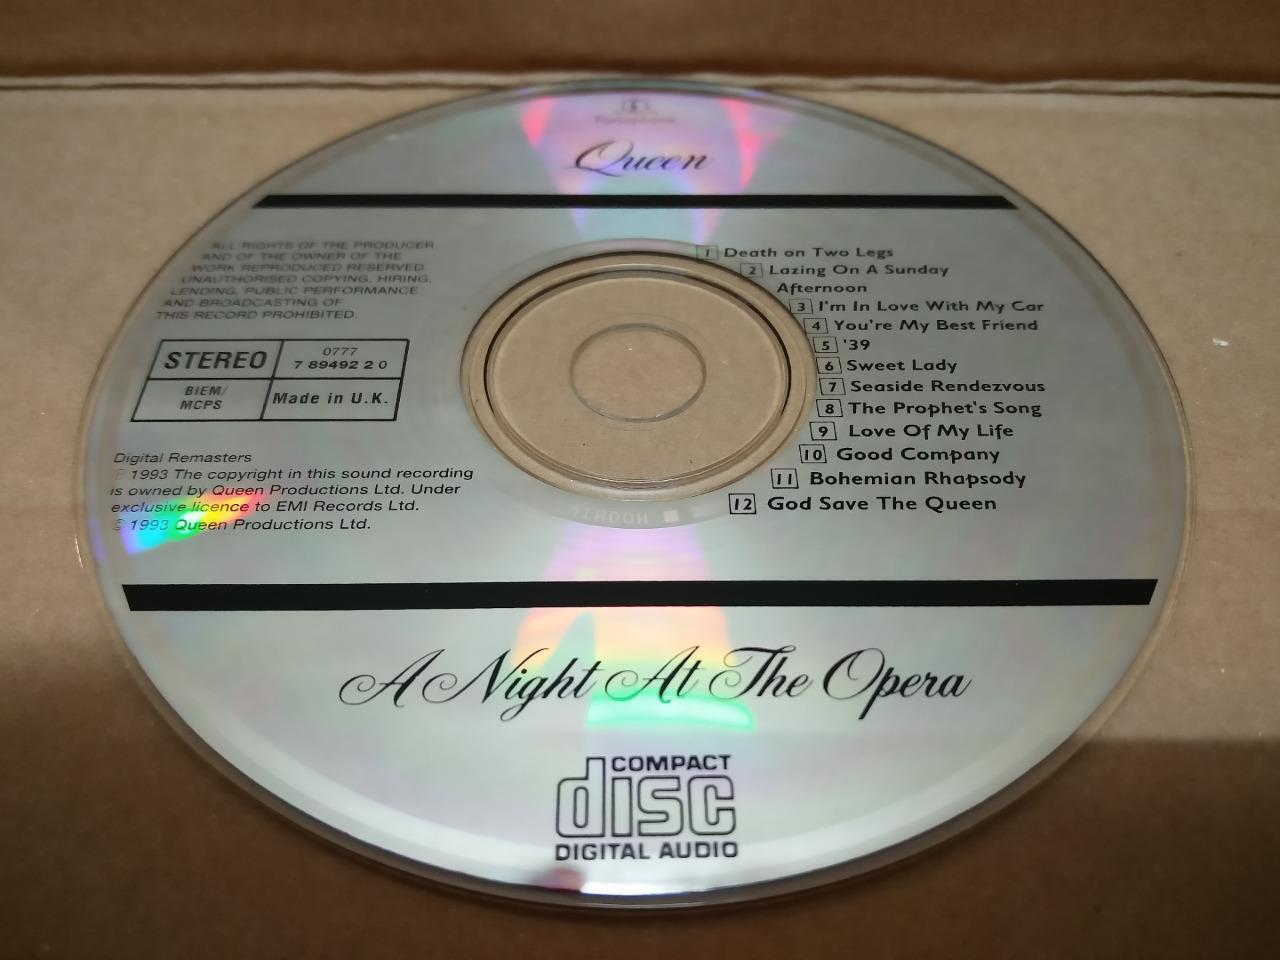 Parlophone
Queen
ALL RIGHTS OF THE PRODUCER
AND OF THE OWNER OF THE
WORK REPRODUCED RESERVED.
UNAUTHORISED COPYING, HIRING,
LENDING, PUBLIC PERFORMANCE
AND BROADCASTING OF
THIS RECORD PROHIBITED.
STEREO
0777
7 89492 2 0
BIEM/
MCPS
Made in U.K.
Digital Remasters
℗ 1993 The copyright in this sound recording
is owned by Queen Productions Ltd. Under
exclusive licence to EMI Records Ltd.
© 1993 Queen Productions Ltd.
1 Death on Two Legs
2 Lazing On A Sunday
Afternoon
3 I'm In Love With My Car
4 You're My Best Friend
5 '39
6 Sweet Lady
7 Seaside Rendezvous
8 The Prophet's Song
9 Love Of My Life
10 Good Company
11 Bohemian Rhapsody
12 God Save The Queen
A Night At The Opera
COMPACT
disc
DIGITAL AUDIO